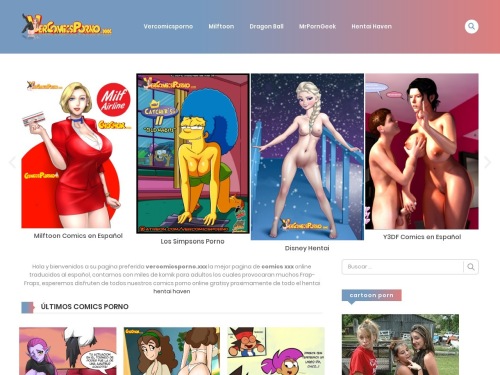 VERCOMICSPORNO.XXX
Vercomicsporno
Milftoon
Dragon Ball
MrPornGeek
Hentai Haven
Milf
Airline
Milftoon Comics en Español
Los Simpsons Porno
Disney Hentai
Y3DF Comics en Español
Hola y bienvenidos a su pagina preferida vercomicsporno.xxx la mejor pagina de comics xxx online
traducidos al español, contamos con miles de komik para adultos los cuales provocaran muchos Frap-
Fraps, esperemos disfruten de todos nuestros comics porno online gratis y proximamente de todo el hentai
hentai haven
Buscar ...
cartoon porn
ÚLTIMOS COMICS PORNO